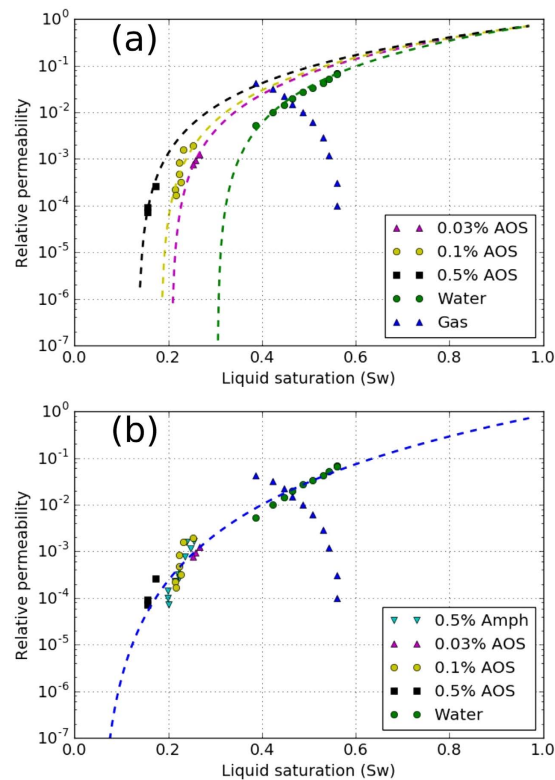 (a)
10^0
10^-1
10^-2
10^-3
10^-4
10^-5
10^-6
10^-7
Relative permeability
0.03% AOS
0.1% AOS
0.5% AOS
Water
Gas
0.0 0.2 0.4 0.6 0.8 1.0
Liquid saturation (Sw)
(b)
10^0
10^-1
10^-2
10^-3
10^-4
10^-5
10^-6
10^-7
Relative permeability
0.5% Amph
0.03% AOS
0.1% AOS
0.5% AOS
Water
0.0 0.2 0.4 0.6 0.8 1.0
Liquid saturation (Sw)